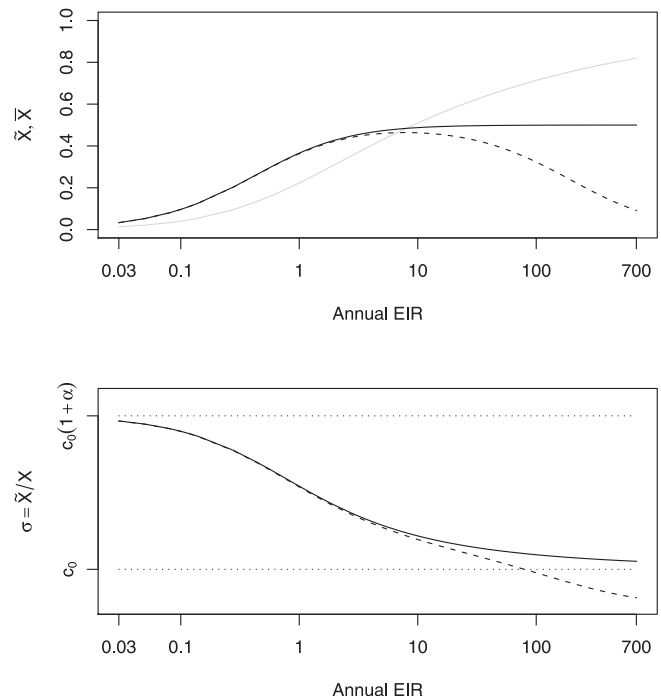 1.0
0.8
0.6
0.4
0.2
0.0
X̃, X̅
0.03 0.1 1 10 100 700
Annual EIR
c₀(1+α)
c₀
σ = X̃/X
0.03 0.1 1 10 100 700
Annual EIR